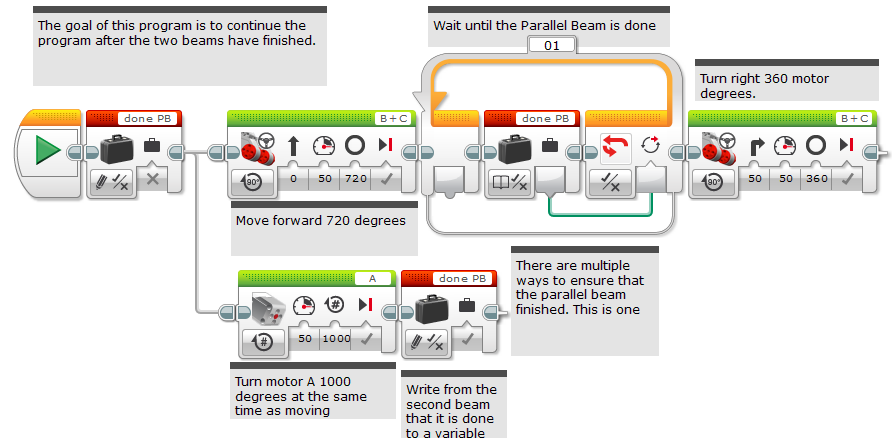 The goal of this program is to continue the
program after the two beams have finished.
Wait until the Parallel Beam is done
01
Turn right 360 motor
degrees.
done PB
B+C
done PB
B+C
90°
0
50
720
90°
50
50
360
Move forward 720 degrees
A
done PB
#
#
50
1000
There are multiple
ways to ensure that
the parallel beam
finished. This is one
Turn motor A 1000
degrees at the same
time as moving
Write from the
second beam
that it is done
to a variable